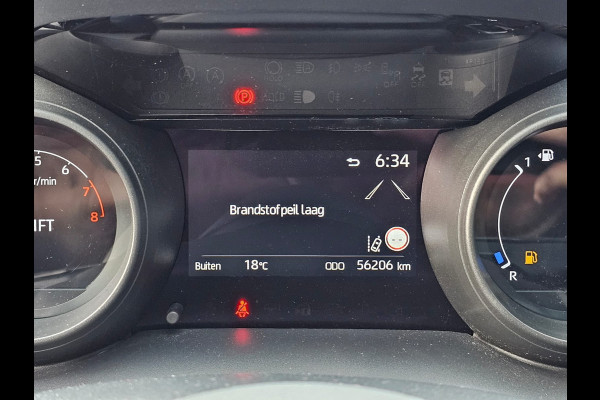 5
6
7
8
r/min
IFT
P
6:34
Brandstofpeil laag
Buiten 18°C ODO 56206 km
1
R